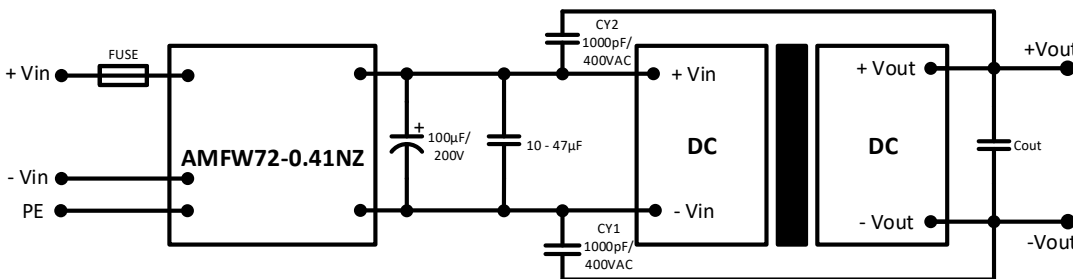 FUSE
+ Vin
- Vin
PE
AMFW72-0.41NZ
+
100µF/
200V
10 - 47µF
CY2
1000pF/
400VAC
CY1
1000pF/
400VAC
+ Vin
DC
- Vin
+ Vout
DC
- Vout
Cout
+Vout
-Vout